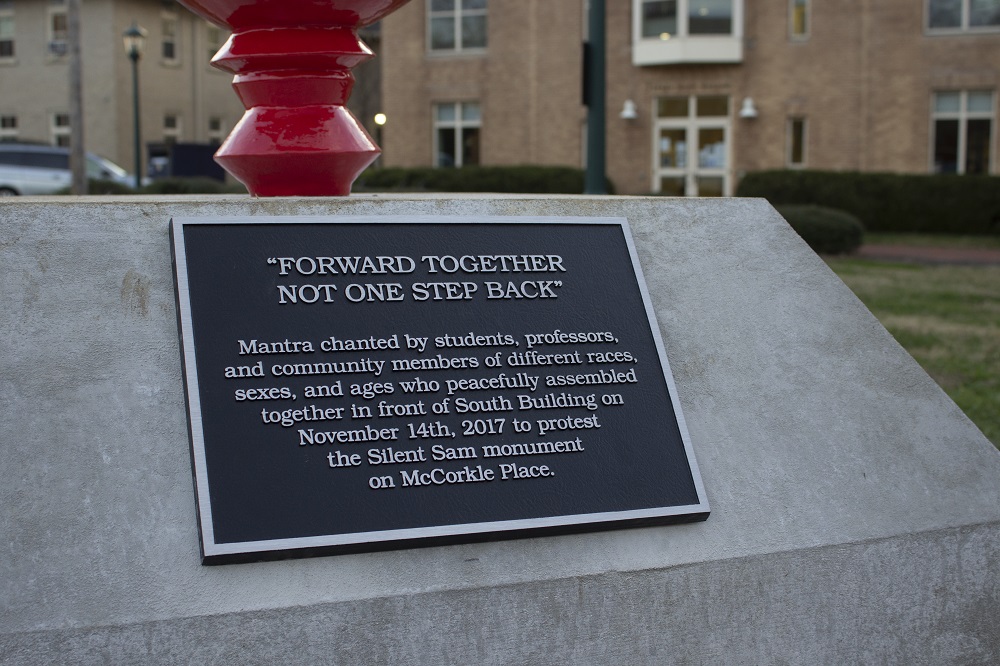 “FORWARD TOGETHER
NOT ONE STEP BACK”
Mantra chanted by students, professors,
and community members of different races,
sexes, and ages who peacefully assembled
together in front of South Building on
November 14th, 2017 to protest
the Silent Sam monument
on McCorkle Place.